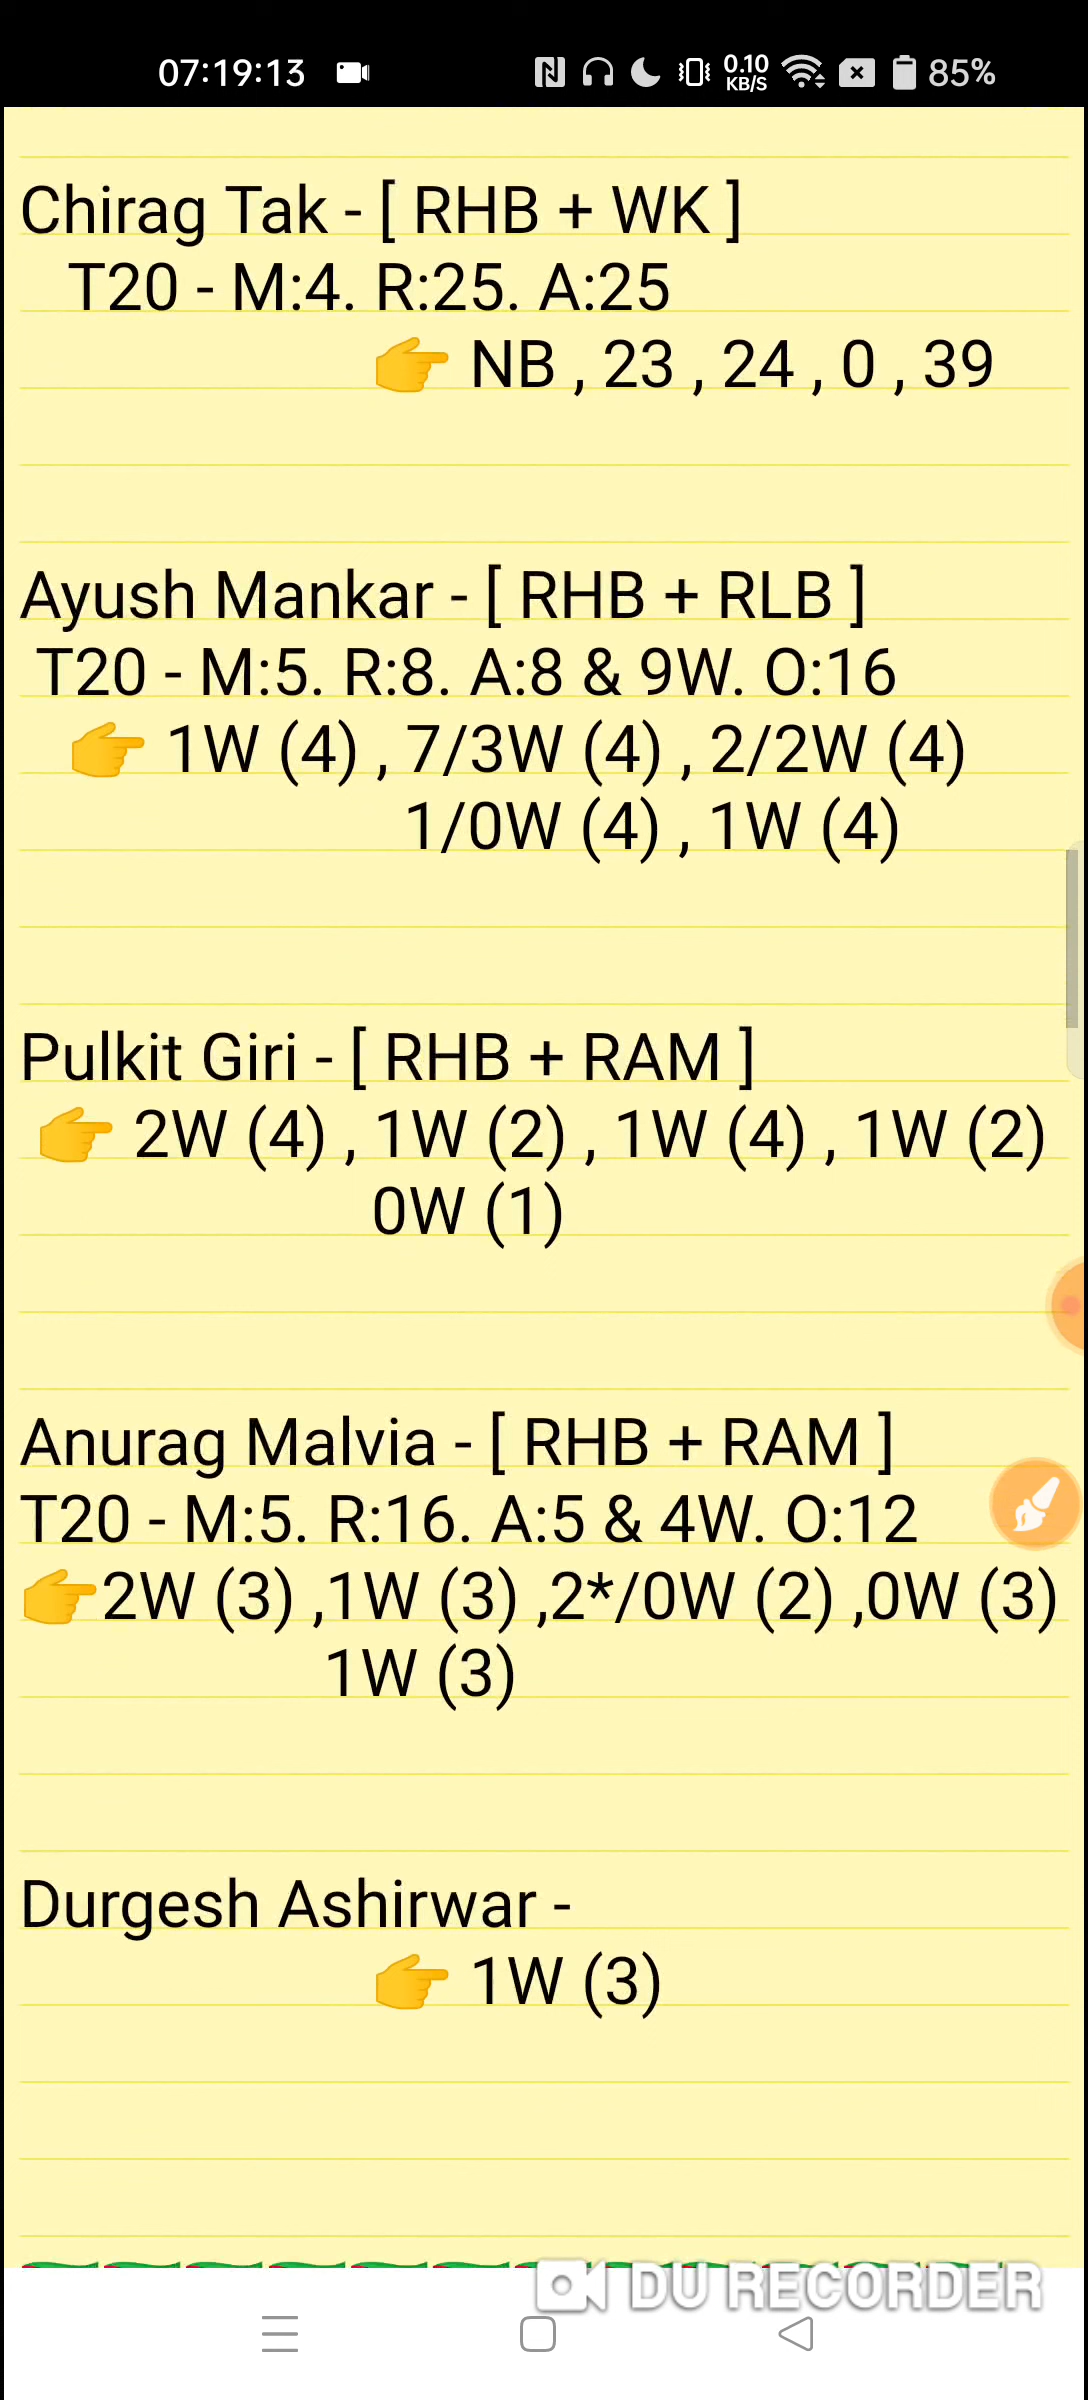 07:19:13 0.10 KB/S 85%
Chirag Tak - [ RHB + WK ]
T20 - M:4. R:25. A:25
👉 NB , 23 , 24 , 0 , 39
Ayush Mankar - [ RHB + RLB ]
T20 - M:5. R:8. A:8 & 9W. O:16
👉 1W (4) , 7/3W (4) , 2/2W (4)
1/0W (4) , 1W (4)
Pulkit Giri - [ RHB + RAM ]
👉 2W (4) , 1W (2) , 1W (4) , 1W (2)
0W (1)
Anurag Malvia - [ RHB + RAM ]
T20 - M:5. R:16. A:5 & 4W. O:12
👉2W (3) ,1W (3) ,2*/0W (2) ,0W (3)
1W (3)
Durgesh Ashirwar -
👉 1W (3)
DU RECORDER